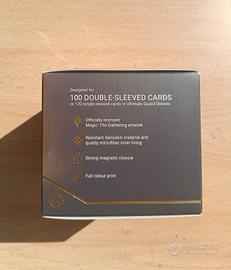 Designed for
100 DOUBLE-SLEEVED CARDS
or 120 single-sleeved cards in Ultimate Guard Sleeves
Officially licensed
Magic: The Gathering artwork
Resistant Xenoskin material and
quality microfiber inner lining
Strong magnetic closure
Full colour print
subito